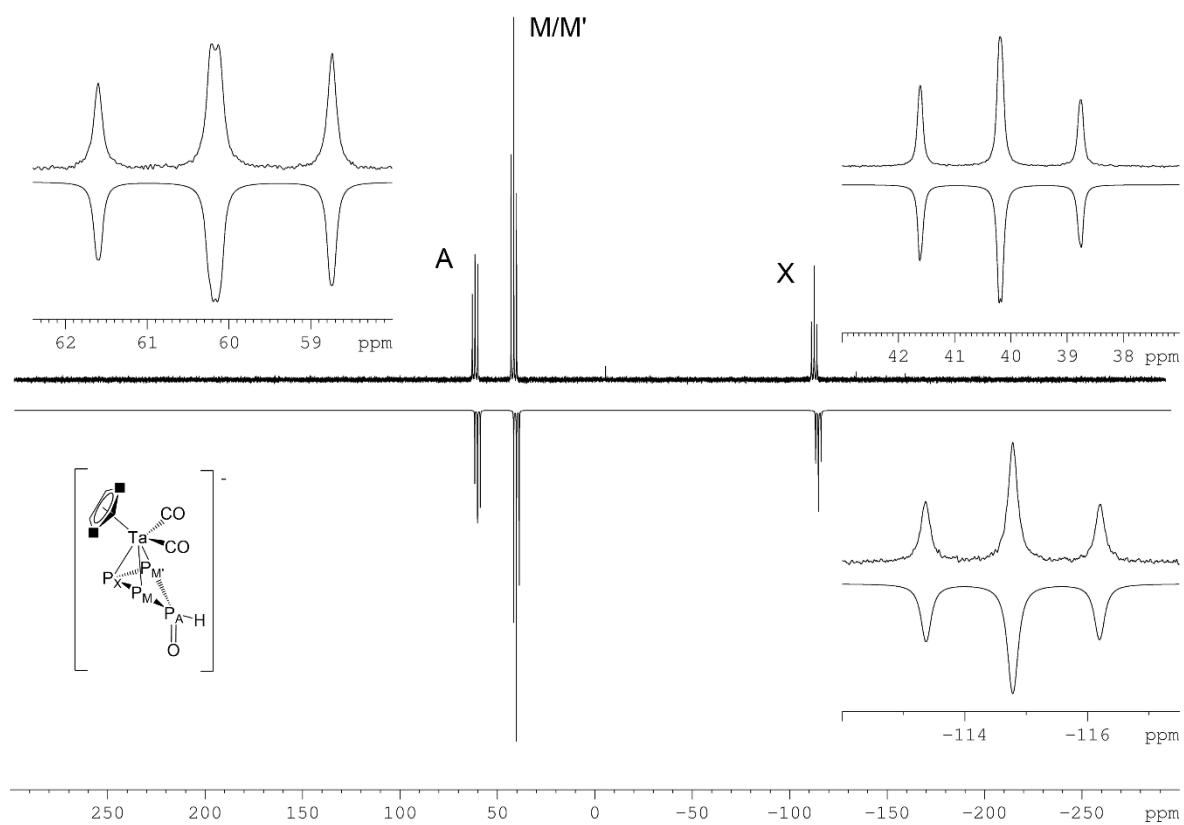 M/M'
62 61 60 59 ppm
A
X
42 41 40 39 38 ppm
-
CO
Ta CO
PX PM'
PM
PA H
O
-114 -116 ppm
250 200 150 100 50 0 -50 -100 -150 -200 -250 ppm